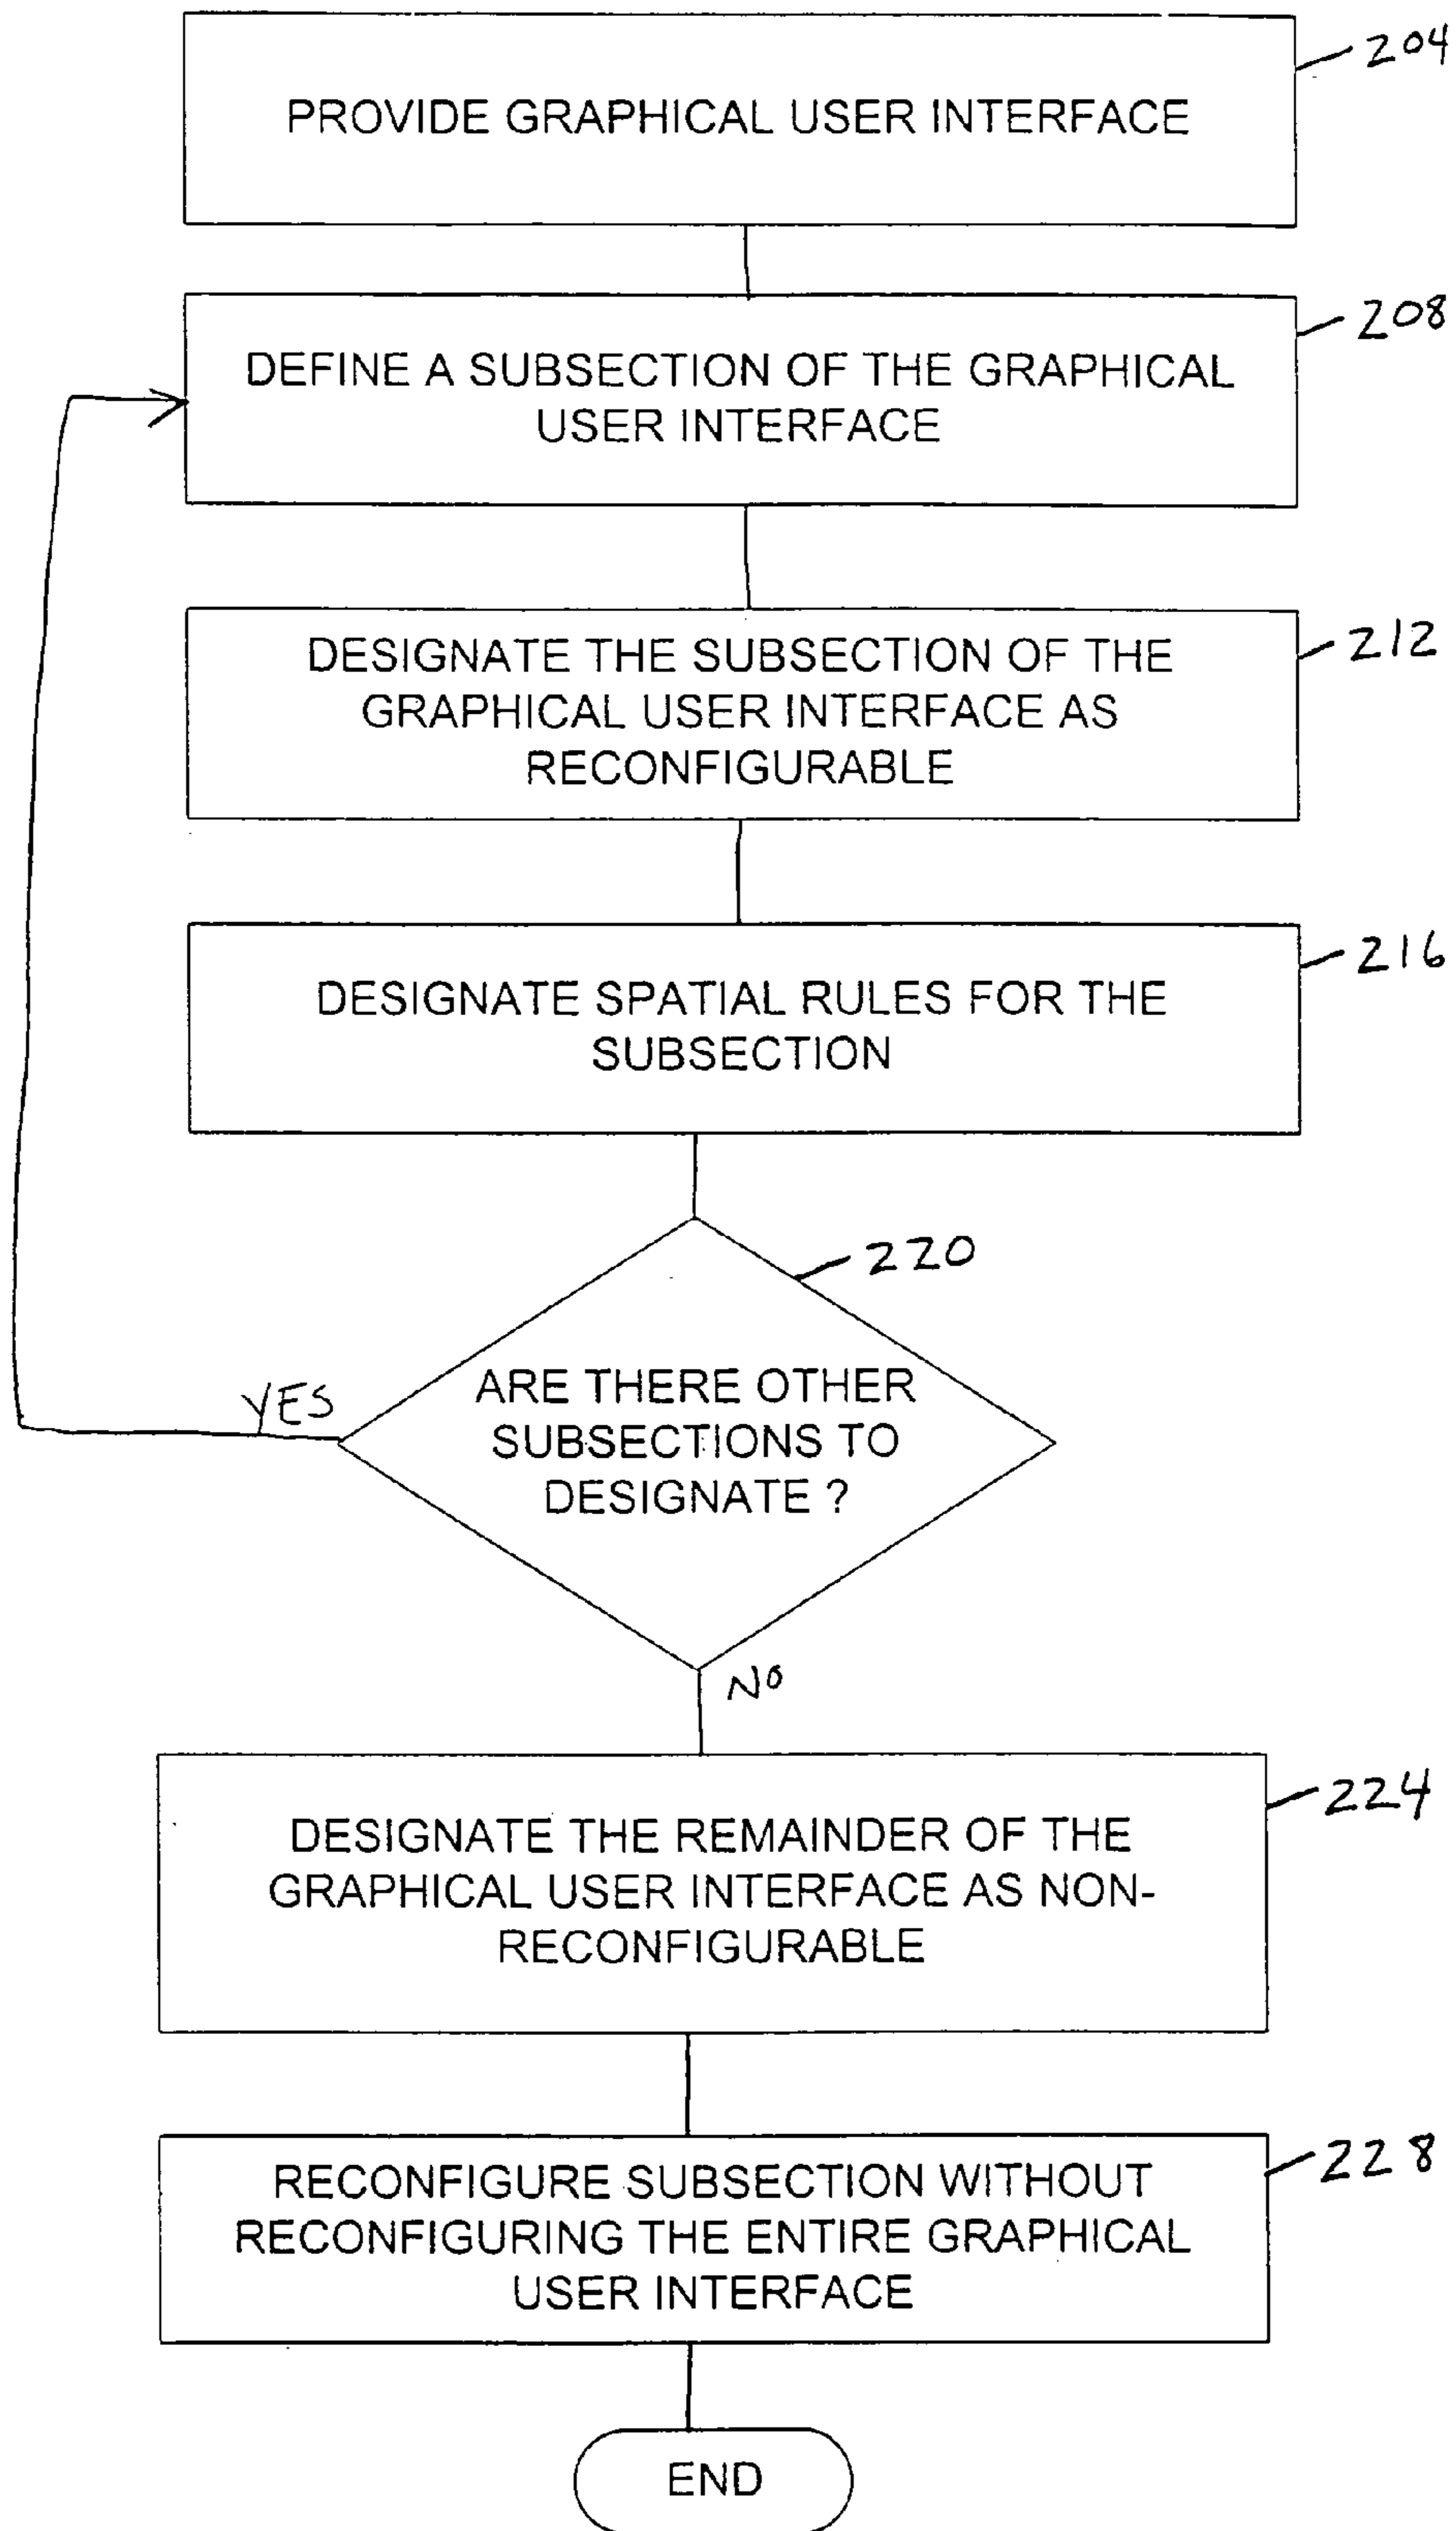 204
PROVIDE GRAPHICAL USER INTERFACE
208
DEFINE A SUBSECTION OF THE GRAPHICAL
USER INTERFACE
212
DESIGNATE THE SUBSECTION OF THE
GRAPHICAL USER INTERFACE AS
RECONFIGURABLE
216
DESIGNATE SPATIAL RULES FOR THE
SUBSECTION
220
ARE THERE OTHER
SUBSECTIONS TO
DESIGNATE ?
YES
NO
224
DESIGNATE THE REMAINDER OF THE
GRAPHICAL USER INTERFACE AS NON-
RECONFIGURABLE
228
RECONFIGURE SUBSECTION WITHOUT
RECONFIGURING THE ENTIRE GRAPHICAL
USER INTERFACE
END